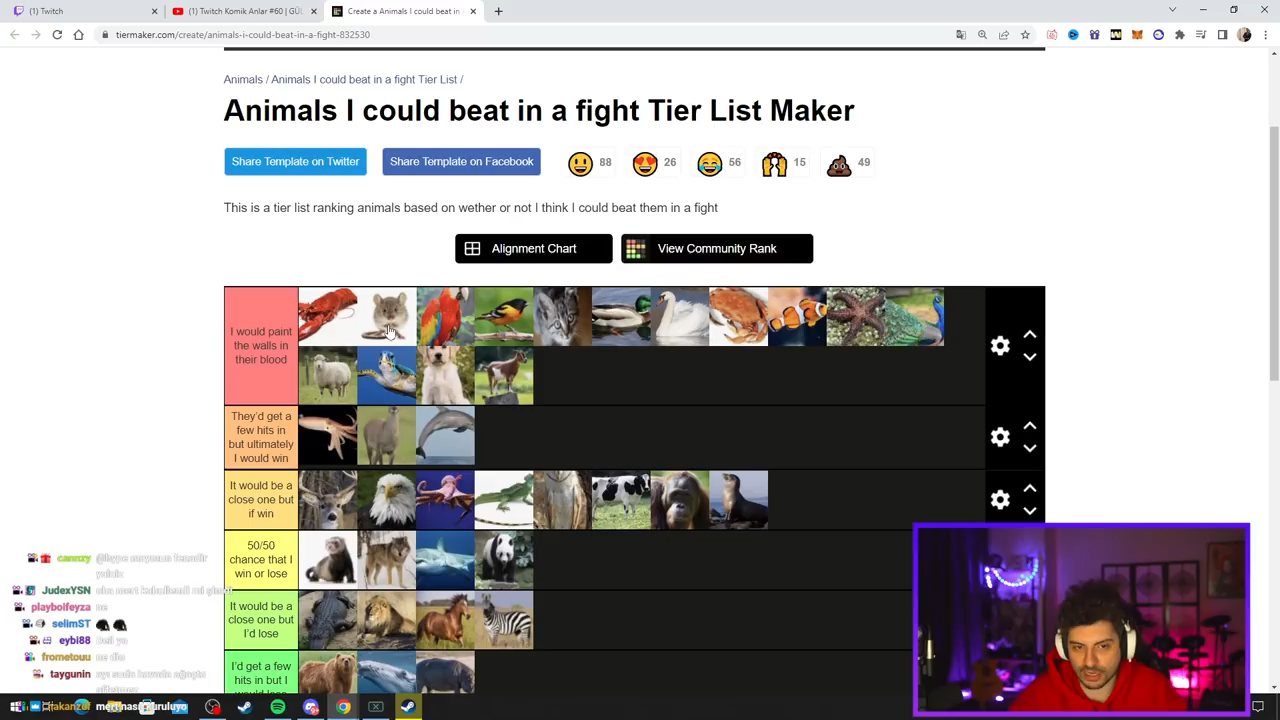 (1) Twitch
(1) Twitch Komik Anlar #60 | GÜL
Create a Animals I could beat in
tiermaker.com/create/animals-i-could-beat-in-a-fight-832530
Animals / Animals I could beat in a fight Tier List /
Animals I could beat in a fight Tier List Maker
Share Template on Twitter
Share Template on Facebook
88
26
56
15
49
This is a tier list ranking animals based on wether or not I think I could beat them in a fight
Alignment Chart
View Community Rank
I would paint
the walls in
their blood
They'd get a
few hits in
but ultimately
I would win
It would be a
close one but
if win
50/50
chance that I
win or lose
It would be a
close one but
I'd lose
I'd get a few
hits in but I
JudexYSN
playboifeyza ne
selimST
eybi88
frometouu ne dio
taygunin